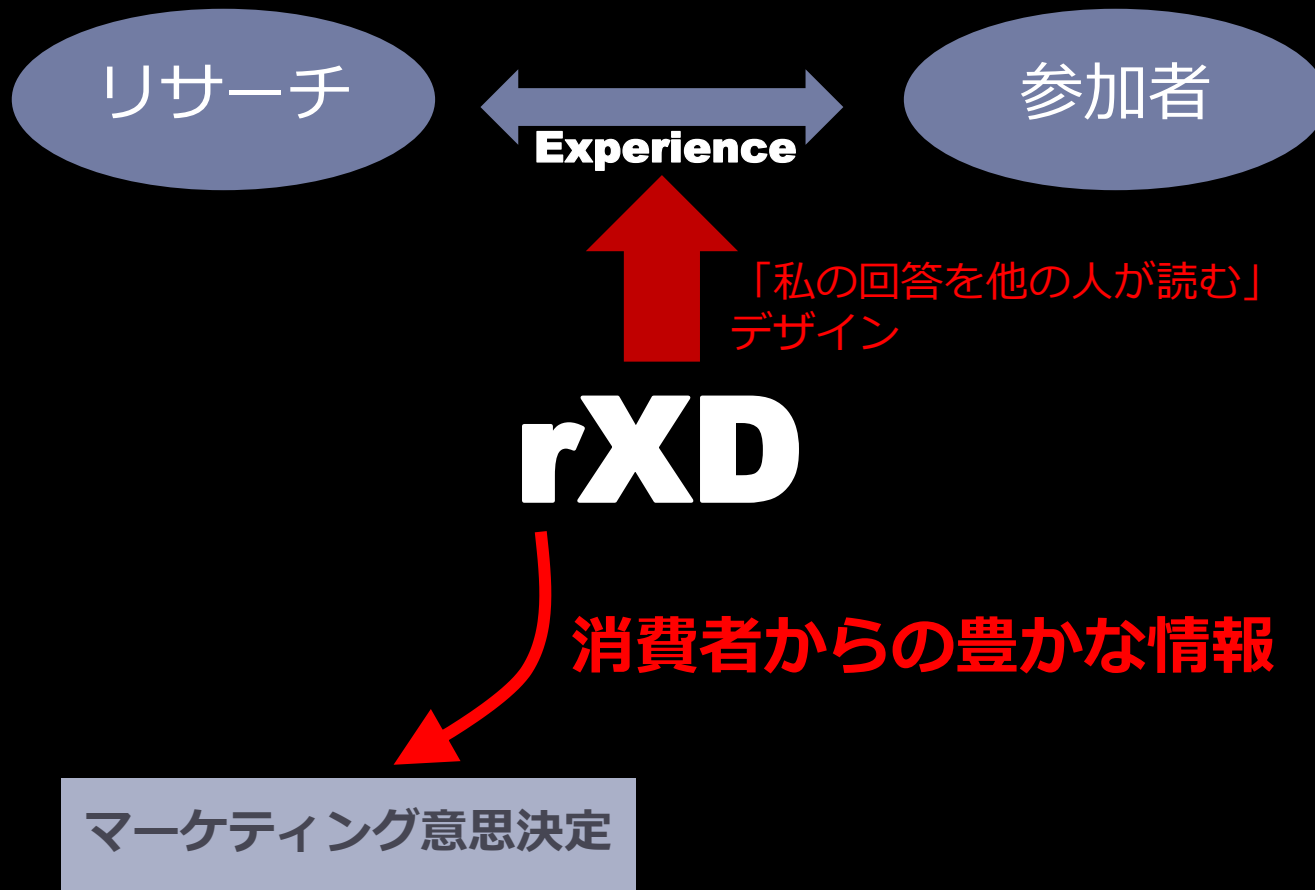 リサーチ
参加者
Experience
「私の回答を他の人が読む」
デザイン
rXD
消費者からの豊かな情報
マーケティング意思決定